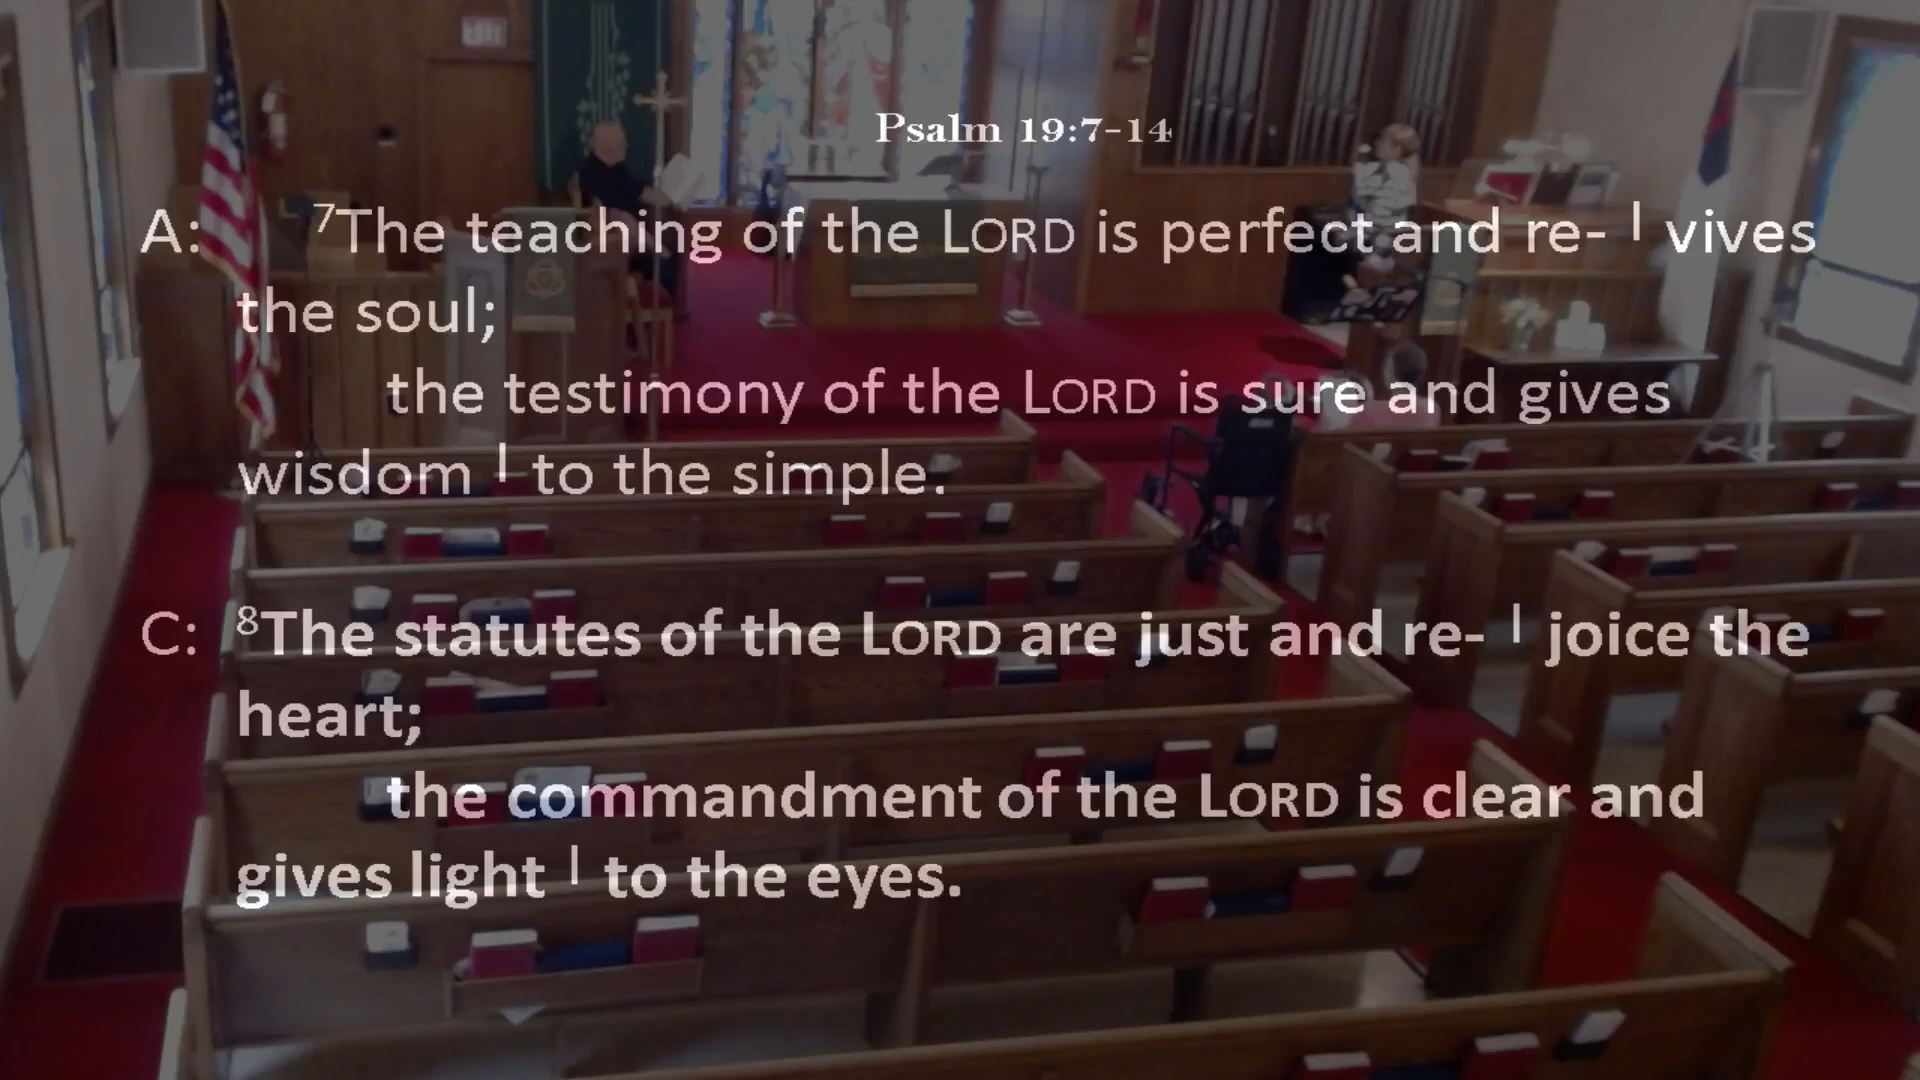 EXIT
Psalm 19:7-14
A: ⁷The teaching of the LORD is perfect and re- ˈ vives
the soul;
the testimony of the LORD is sure and gives
wisdom ˈ to the simple.
C: ⁸The statutes of the LORD are just and re- ˈ joice the
heart;
the commandment of the LORD is clear and
gives light ˈ to the eyes.